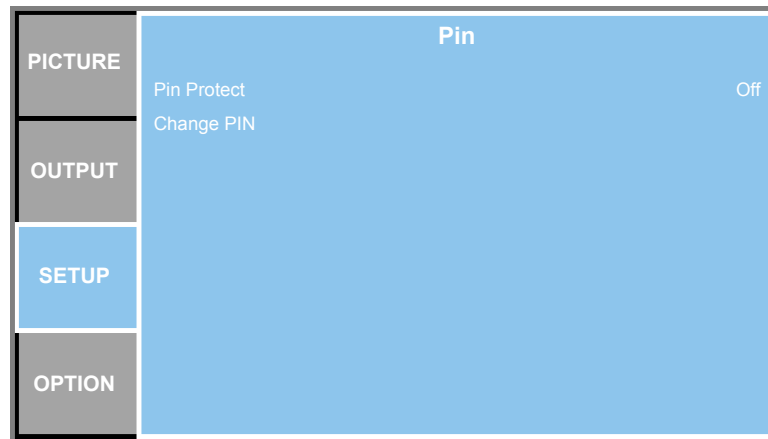 PICTURE
OUTPUT
SETUP
OPTION
Pin
Pin Protect Off
Change PIN